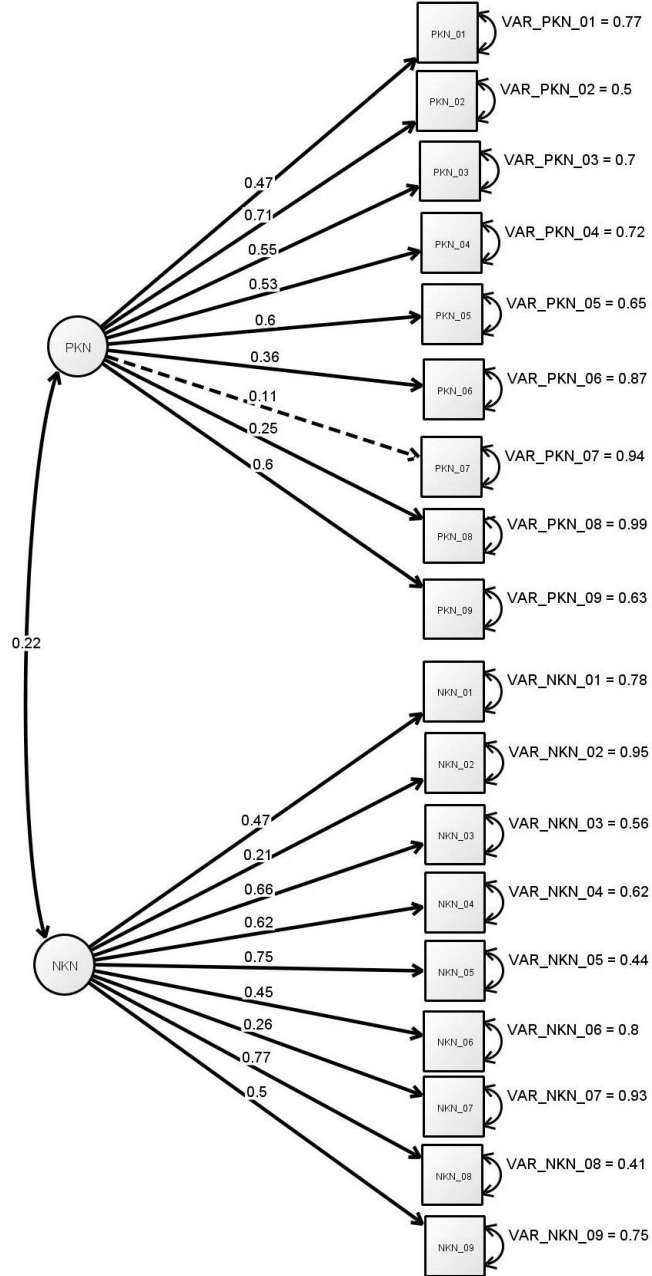 PKN_01
VAR_PKN_01 = 0.77
PKN_02
VAR_PKN_02 = 0.5
PKN_03
VAR_PKN_03 = 0.7
0.47
0.71
PKN_04
VAR_PKN_04 = 0.72
0.55
0.53
PKN_05
VAR_PKN_05 = 0.65
0.6
PKN
0.36
PKN_06
VAR_PKN_06 = 0.87
0.11
0.25
PKN_07
VAR_PKN_07 = 0.94
0.6
PKN_08
VAR_PKN_08 = 0.99
PKN_09
VAR_PKN_09 = 0.63
0.22
NKN_01
VAR_NKN_01 = 0.78
NKN_02
VAR_NKN_02 = 0.95
0.47
NKN_03
VAR_NKN_03 = 0.56
0.21
0.66
NKN_04
VAR_NKN_04 = 0.62
0.62
0.75
NKN
NKN_05
VAR_NKN_05 = 0.44
0.45
0.26
NKN_06
VAR_NKN_06 = 0.8
0.77
0.5
NKN_07
VAR_NKN_07 = 0.93
NKN_08
VAR_NKN_08 = 0.41
NKN_09
VAR_NKN_09 = 0.75